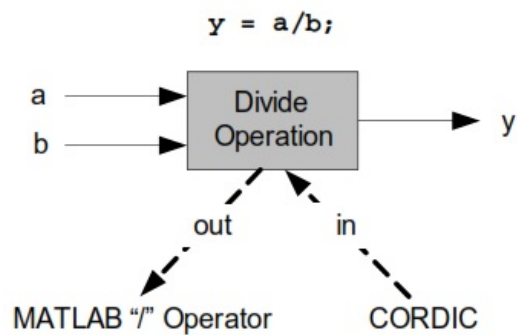 y = a/b;
a
Divide
Operation
b
y
out
in
MATLAB “/” Operator
CORDIC